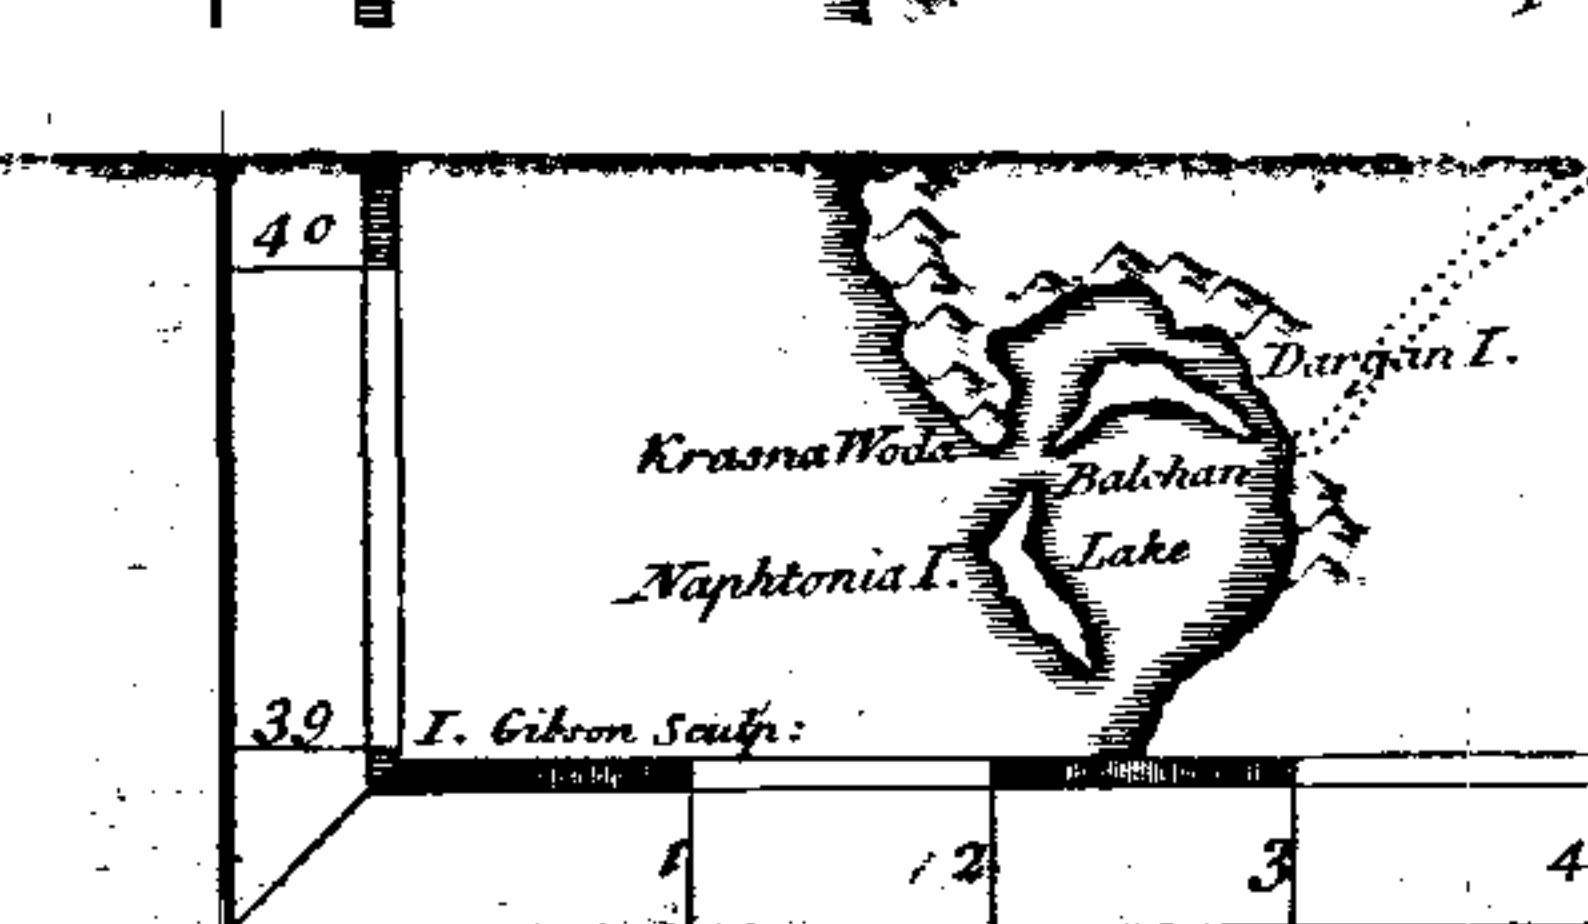 40
Dargan I.
Krasna Woda
Balchan
Lake
Naphtonia I.
39
I. Gibson Sculp:
1 2 3 4